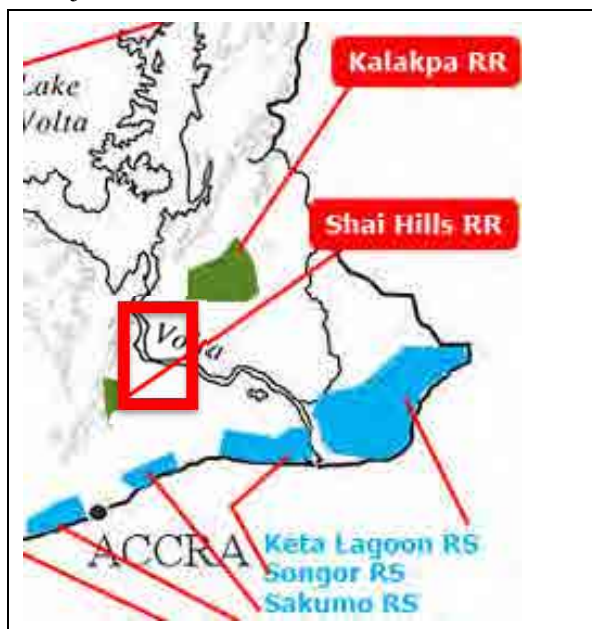 Kalakpa RR
Lake
Volta
Shai Hills RR
Volta
ACCRA
Keta Lagoon RS
Songor RS
Sakumo RS